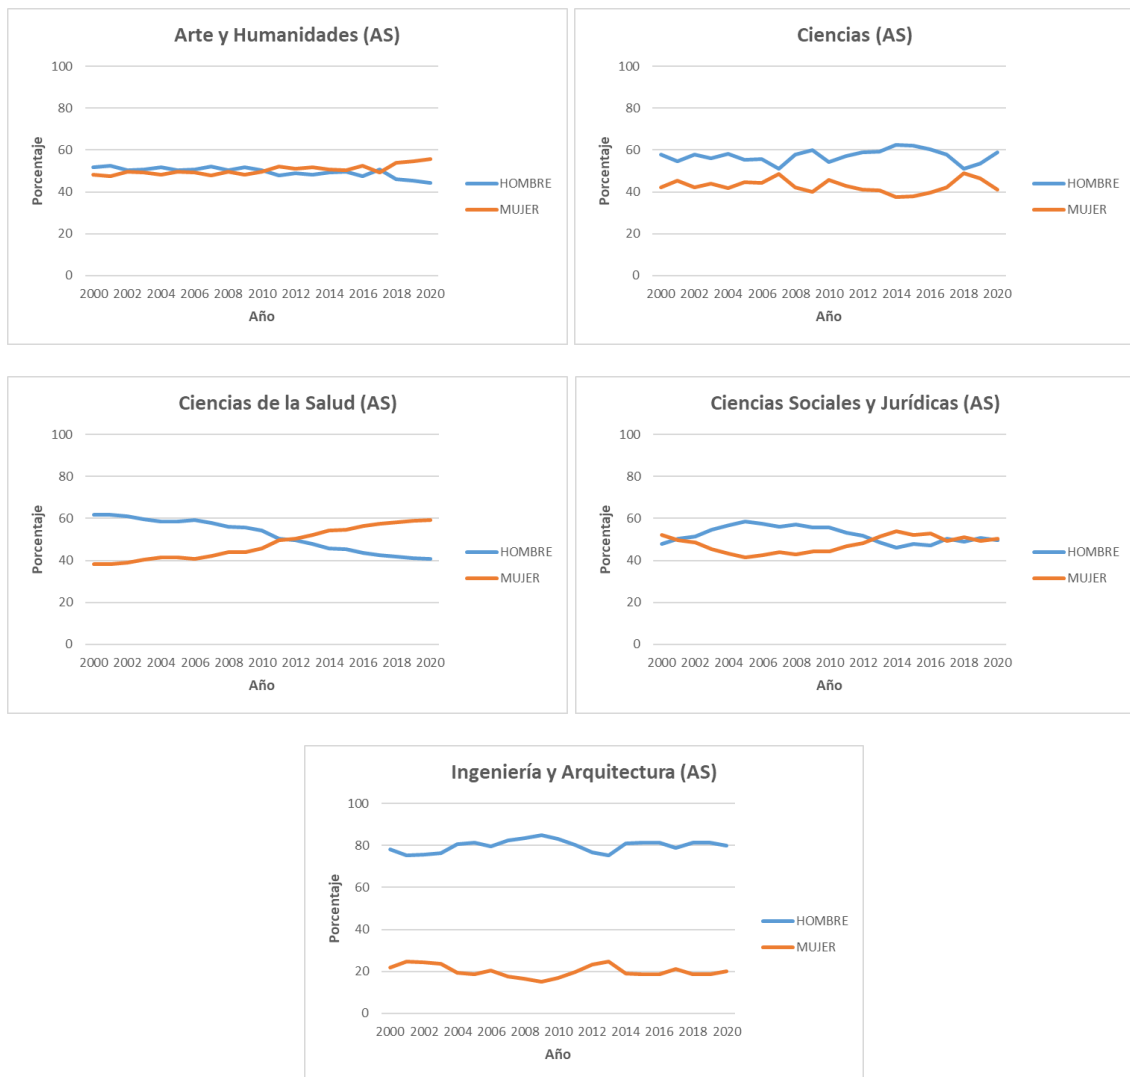 Arte y Humanidades (AS)
100
80
60
40
20
0
Porcentaje
2000 2002 2004 2006 2008 2010 2012 2014 2016 2018 2020
Año
HOMBRE
MUJER
Ciencias (AS)
100
80
60
40
20
0
Porcentaje
2000 2002 2004 2006 2008 2010 2012 2014 2016 2018 2020
Año
HOMBRE
MUJER
Ciencias de la Salud (AS)
100
80
60
40
20
0
Porcentaje
2000 2002 2004 2006 2008 2010 2012 2014 2016 2018 2020
Año
HOMBRE
MUJER
Ciencias Sociales y Jurídicas (AS)
100
80
60
40
20
0
Porcentaje
2000 2002 2004 2006 2008 2010 2012 2014 2016 2018 2020
Año
HOMBRE
MUJER
Ingeniería y Arquitectura (AS)
100
80
60
40
20
0
Porcentaje
2000 2002 2004 2006 2008 2010 2012 2014 2016 2018 2020
Año
HOMBRE
MUJER